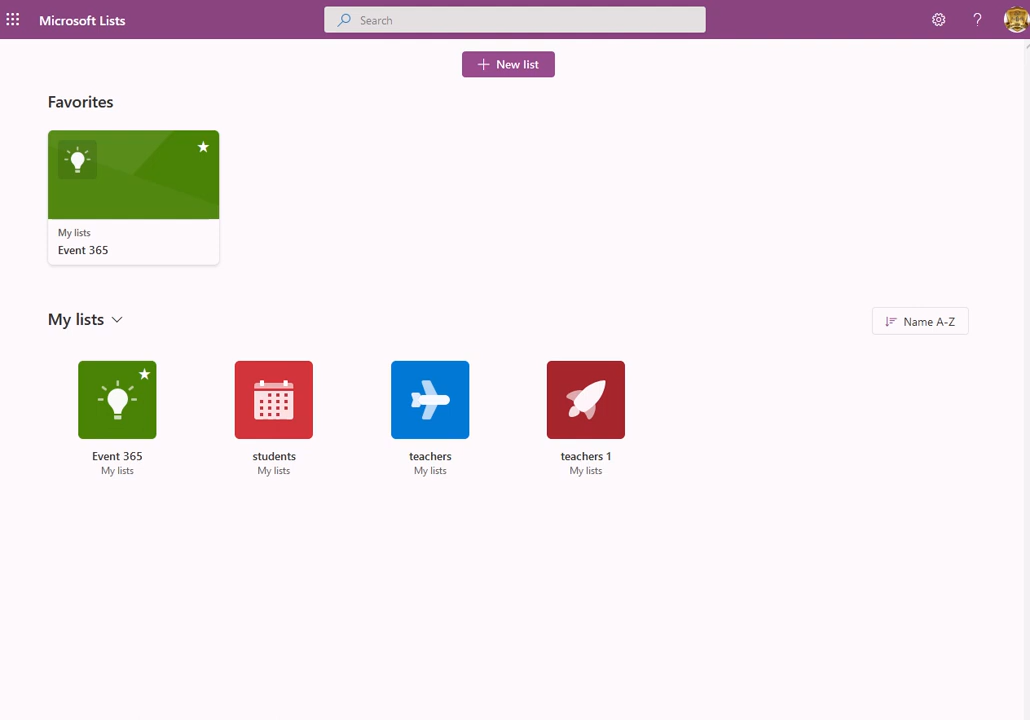 Microsoft Lists
Search
?
New list
Favorites
My lists
Event 365
My lists
Name A-Z
Event 365
My lists
students
My lists
teachers
My lists
teachers 1
My lists